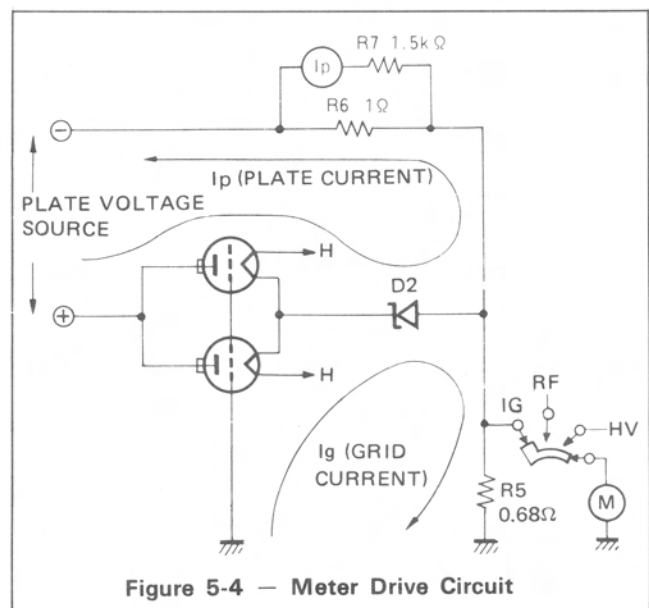 R7 1.5kΩ
Ip
R6 1Ω
⊖
Ip (PLATE CURRENT)
PLATE VOLTAGE
SOURCE
H
D2
⊕
H
RF
IG
HV
Ig (GRID
CURRENT)
R5
0.68Ω
M
Figure 5-4 — Meter Drive Circuit